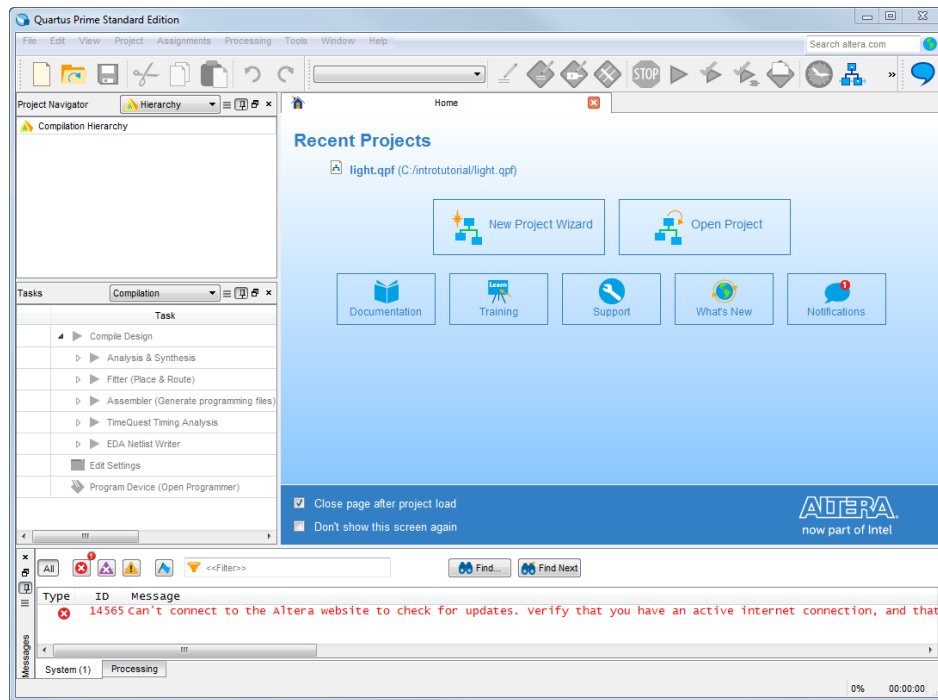 Quartus Prime Standard Edition
File Edit View Project Assignments Processing Tools Window Help
Search altera.com
STOP
»
Project Navigator Hierarchy
Home
Compilation Hierarchy
Recent Projects
light.qpf (C:/introtutorial/light.qpf)
New Project Wizard
Open Project
Learn
1
Documentation
Training
Support
What's New
Notifications
Tasks Compilation
Task
Compile Design
Analysis & Synthesis
Fitter (Place & Route)
Assembler (Generate programming files)
TimeQuest Timing Analysis
EDA Netlist Writer
Edit Settings
Program Device (Open Programmer)
Close page after project load
Don't show this screen again
ALTERA.
now part of Intel
All
1
<<Filter>>
Find...
Find Next
Type ID Message
14565 Can't connect to the Altera website to check for updates. Verify that you have an active internet connection, and that
Messages
System (1) Processing
0% 00:00:00